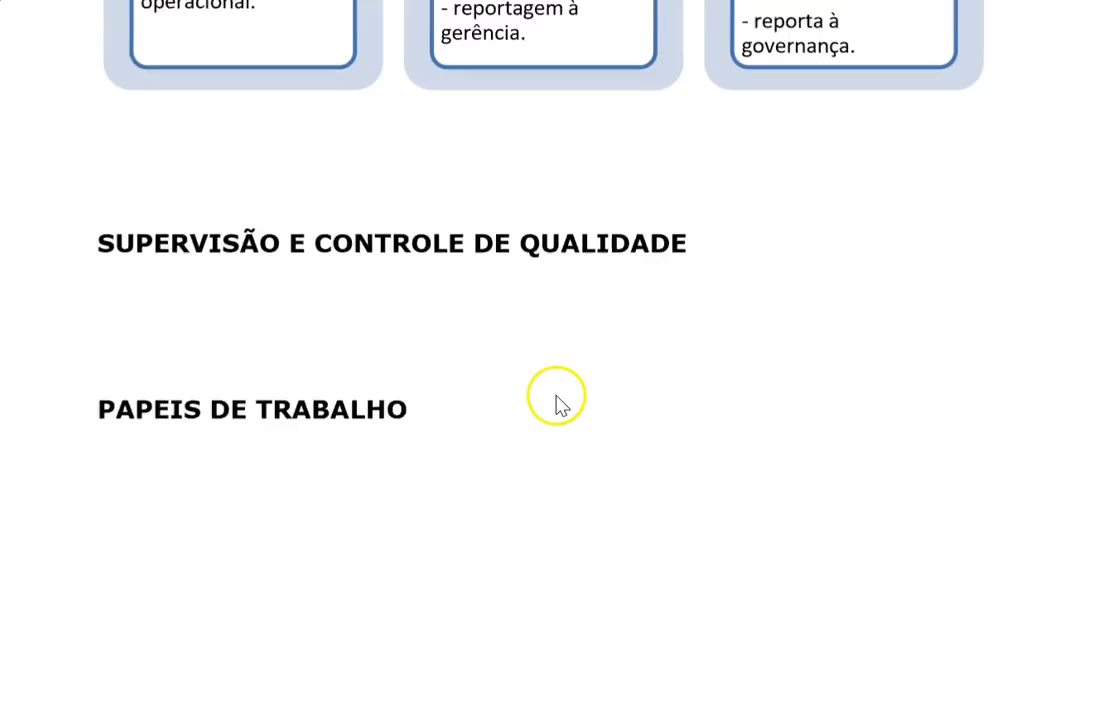 operacional.
- reportagem à
gerência.
- reporta à
governança.
SUPERVISÃO E CONTROLE DE QUALIDADE
PAPEIS DE TRABALHO